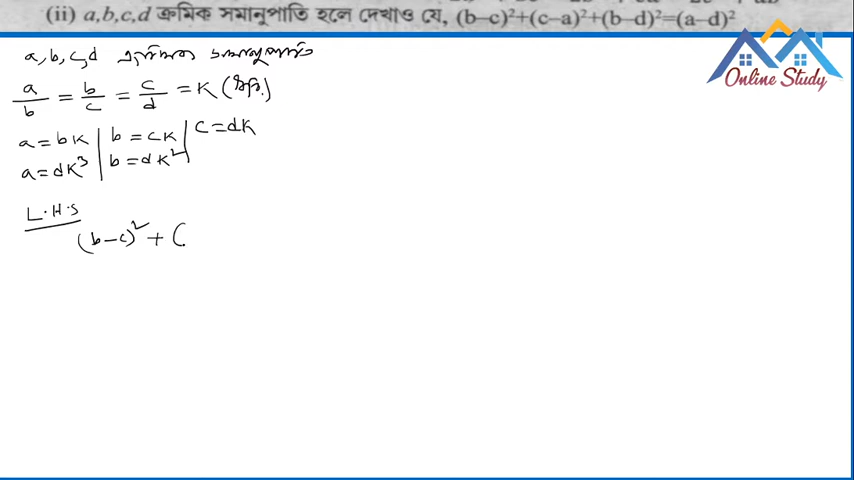 (ii) a,b,c,d ক্রমিক সমানুপাতি হলে দেখাও যে, (b–c)²+(c–a)²+(b–d)²=(a–d)²
Online Study
a, b, c, d ক্রমিক সমানুপাতি
a/b = b/c = c/d = K (ধরি.)
a = bK | b = cK | c = dK
a = dK³ | b = dK²
L.H.S
(b–c)² + (